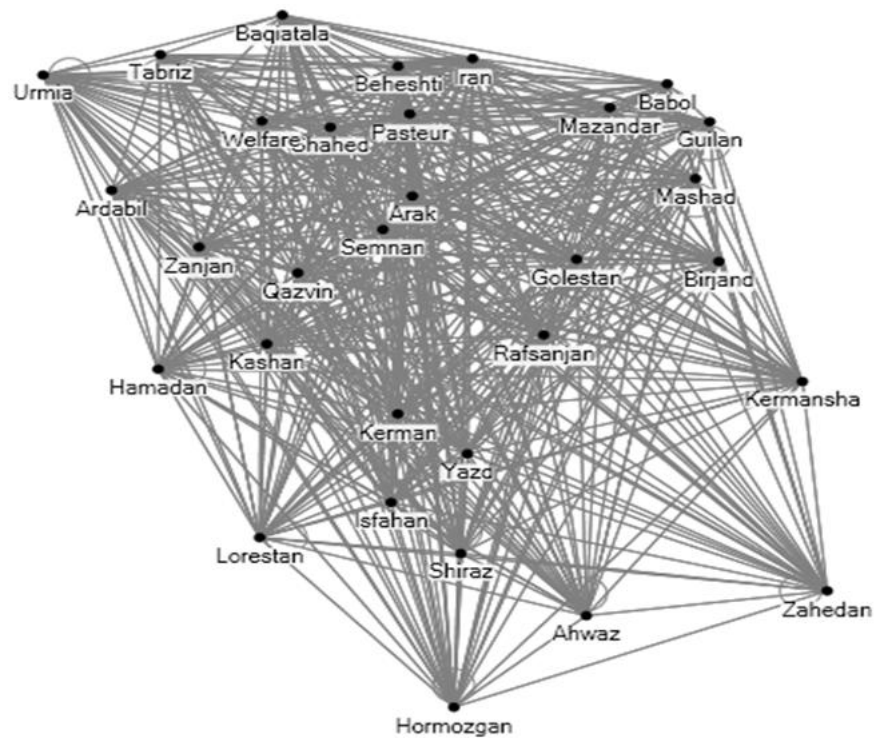 Baqiatala
Tabriz
Beheshti
Iran
Urmia
Babol
Welfare
Shahed
Pasteur
Mazandar
Guilan
Ardabil
Mashad
Arak
Semnan
Zanjan
Golestan
Birjand
Qazvin
Kashan
Rafsanjan
Hamadan
Kermansha
Kerman
Yazd
Isfahan
Lorestan
Shiraz
Zahedan
Ahwaz
Hormozgan